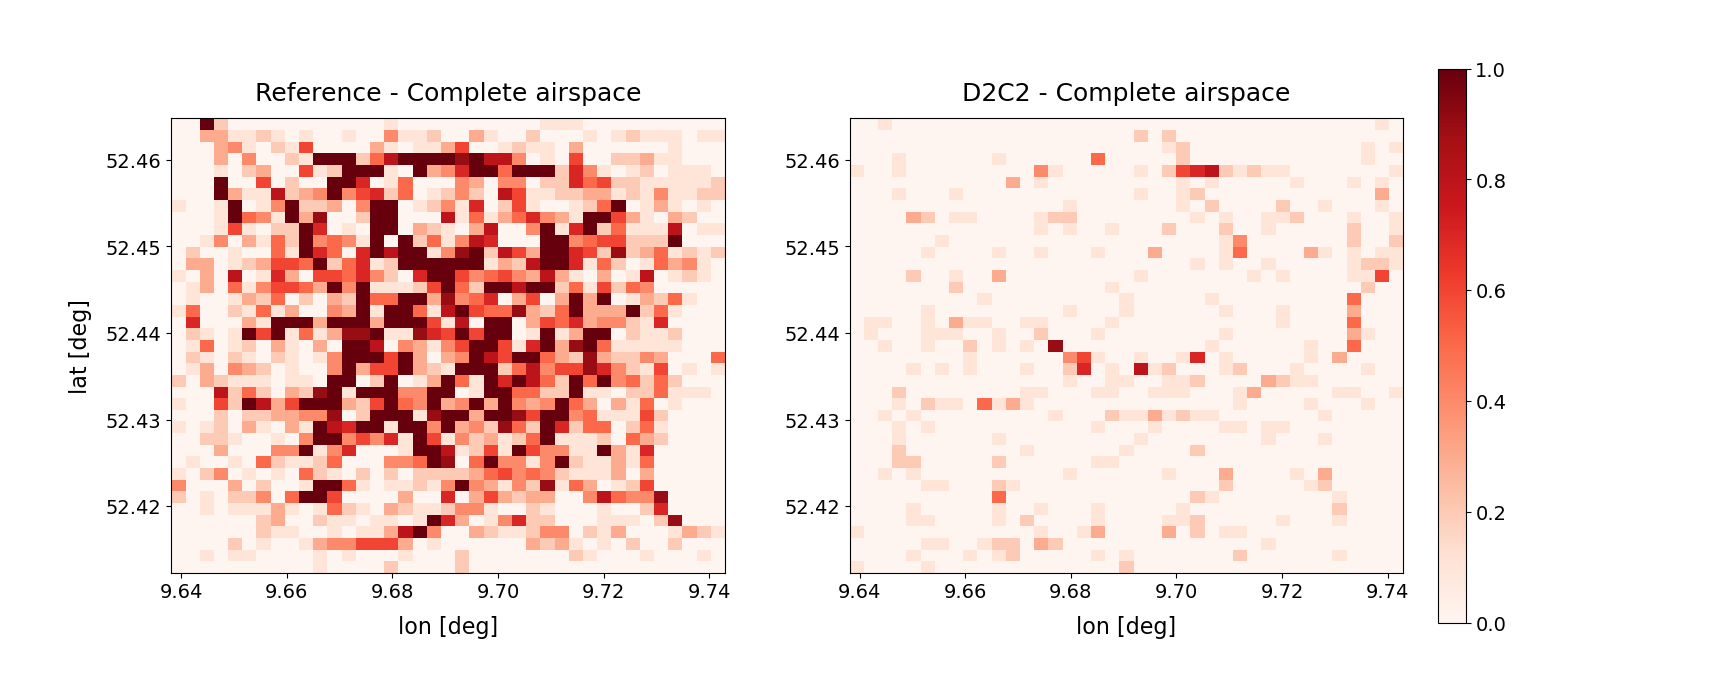 Reference - Complete airspace
D2C2 - Complete airspace
lat [deg]
52.46
52.45
52.44
52.43
52.42
9.64 9.66 9.68 9.70 9.72 9.74
lon [deg]
52.46
52.45
52.44
52.43
52.42
9.64 9.66 9.68 9.70 9.72 9.74
lon [deg]
1.0
0.8
0.6
0.4
0.2
0.0